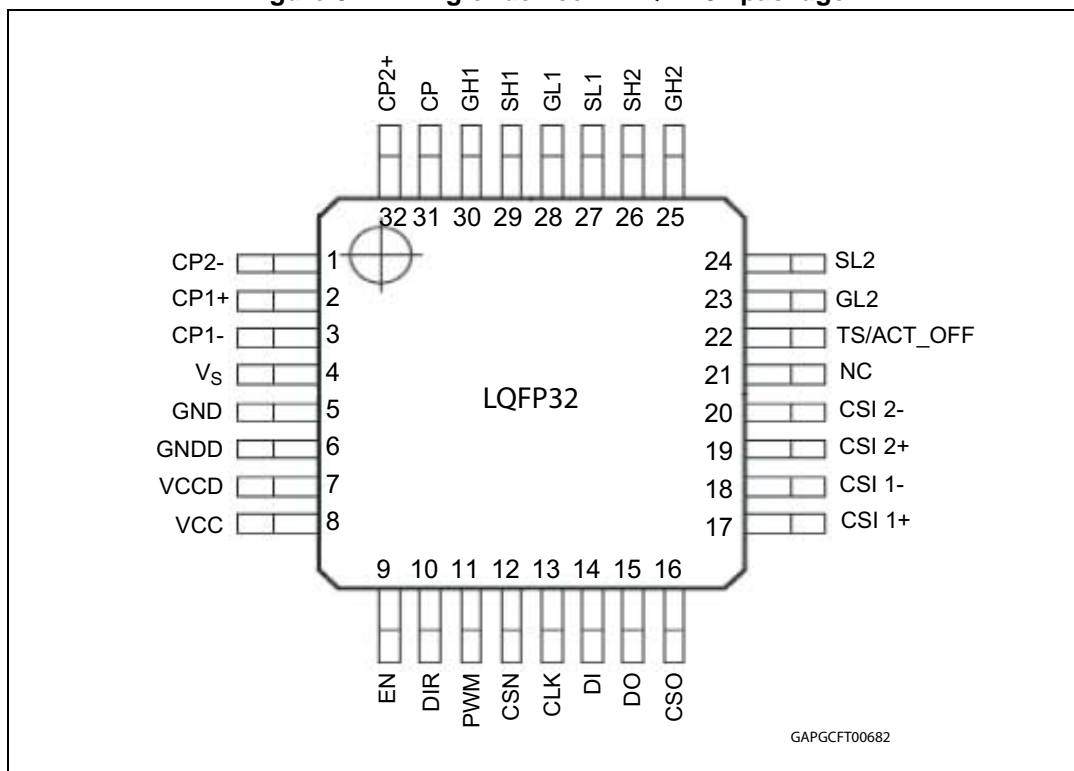 CP2+ CP GH1 SH1 GL1 SL1 SH2 GH2
32 31 30 29 28 27 26 25
CP2- 1
CP1+ 2
CP1- 3
VS 4
GND 5
GNDD 6
VCCD 7
VCC 8
LQFP32
24 SL2
23 GL2
22 TS/ACT_OFF
21 NC
20 CSI 2-
19 CSI 2+
18 CSI 1-
17 CSI 1+
9 10 11 12 13 14 15 16
EN DIR PWM CSN CLK DI DO CSO
GAPGCFT00682